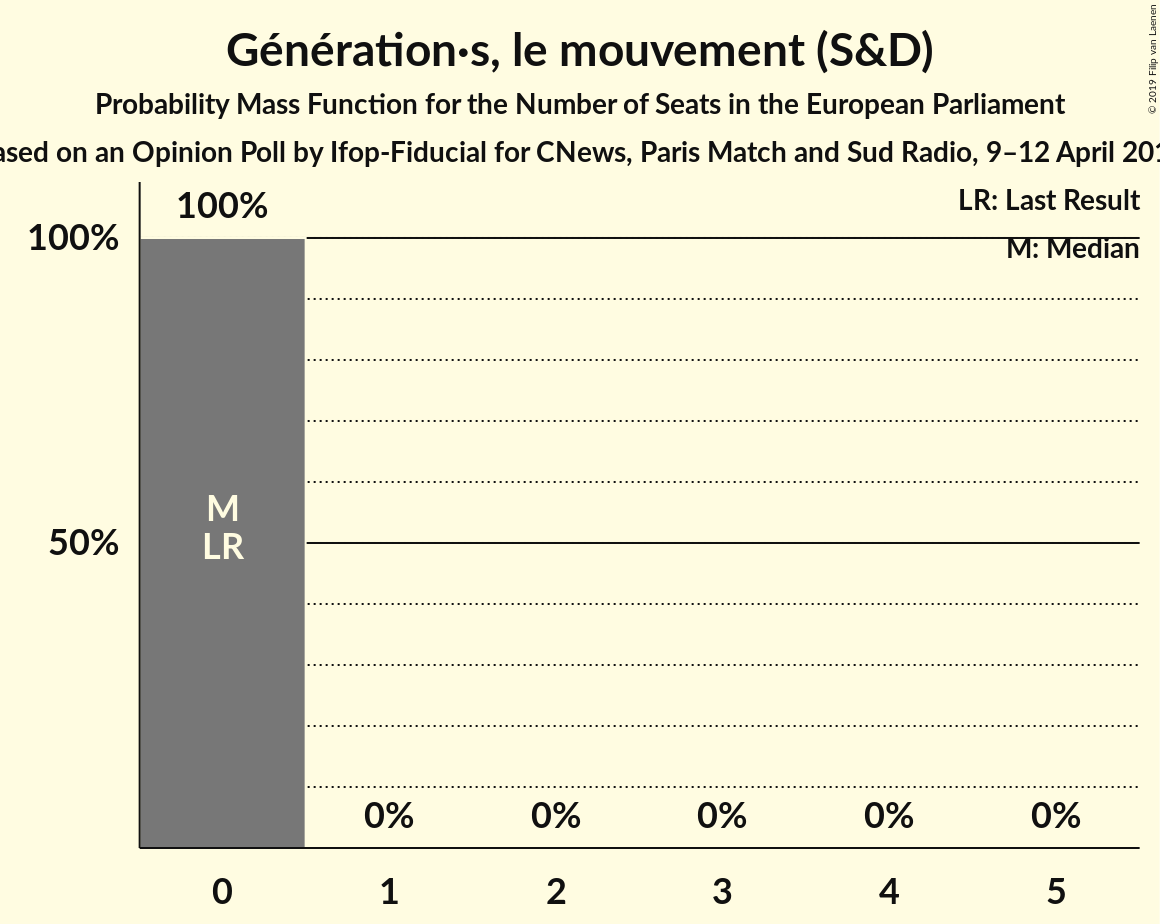 Génération·s, le mouvement (S&D)
Probability Mass Function for the Number of Seats in the European Parliament
on an Opinion Poll by Ifop-Fiducial for CNews, Paris Match and Sud Radio, 9–12 April
© 2019 Filip van Laenen
LR: Last Result
M: Median
100%
100%
50%
M
LR
0% 0% 0% 0% 0%
0 1 2 3 4 5